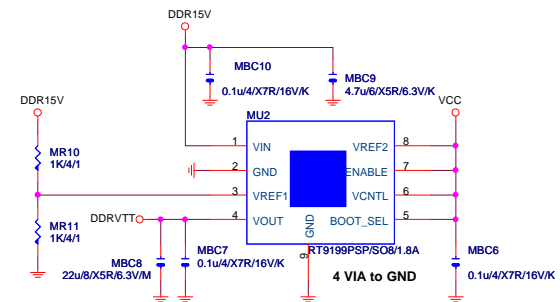 DDR15V
MBC10
0.1u/4/X7R/16V/K
MBC9
4.7u/6/X5R/6.3V/K
DDR15V
VCC
MU2
MR10
1K/4/1
1 VIN VREF2 8
2 GND ENABLE 7
3 VREF1 VCNTL 6
4 VOUT BOOT_SEL 5
GND
9
MR11
1K/4/1
DDRVTT
RT9199PSP/SO8/1.8A
MBC8
22u/8/X5R/6.3V/M
MBC7
0.1u/4/X7R/16V/K
4 VIA to GND
MBC6
0.1u/4/X7R/16V/K